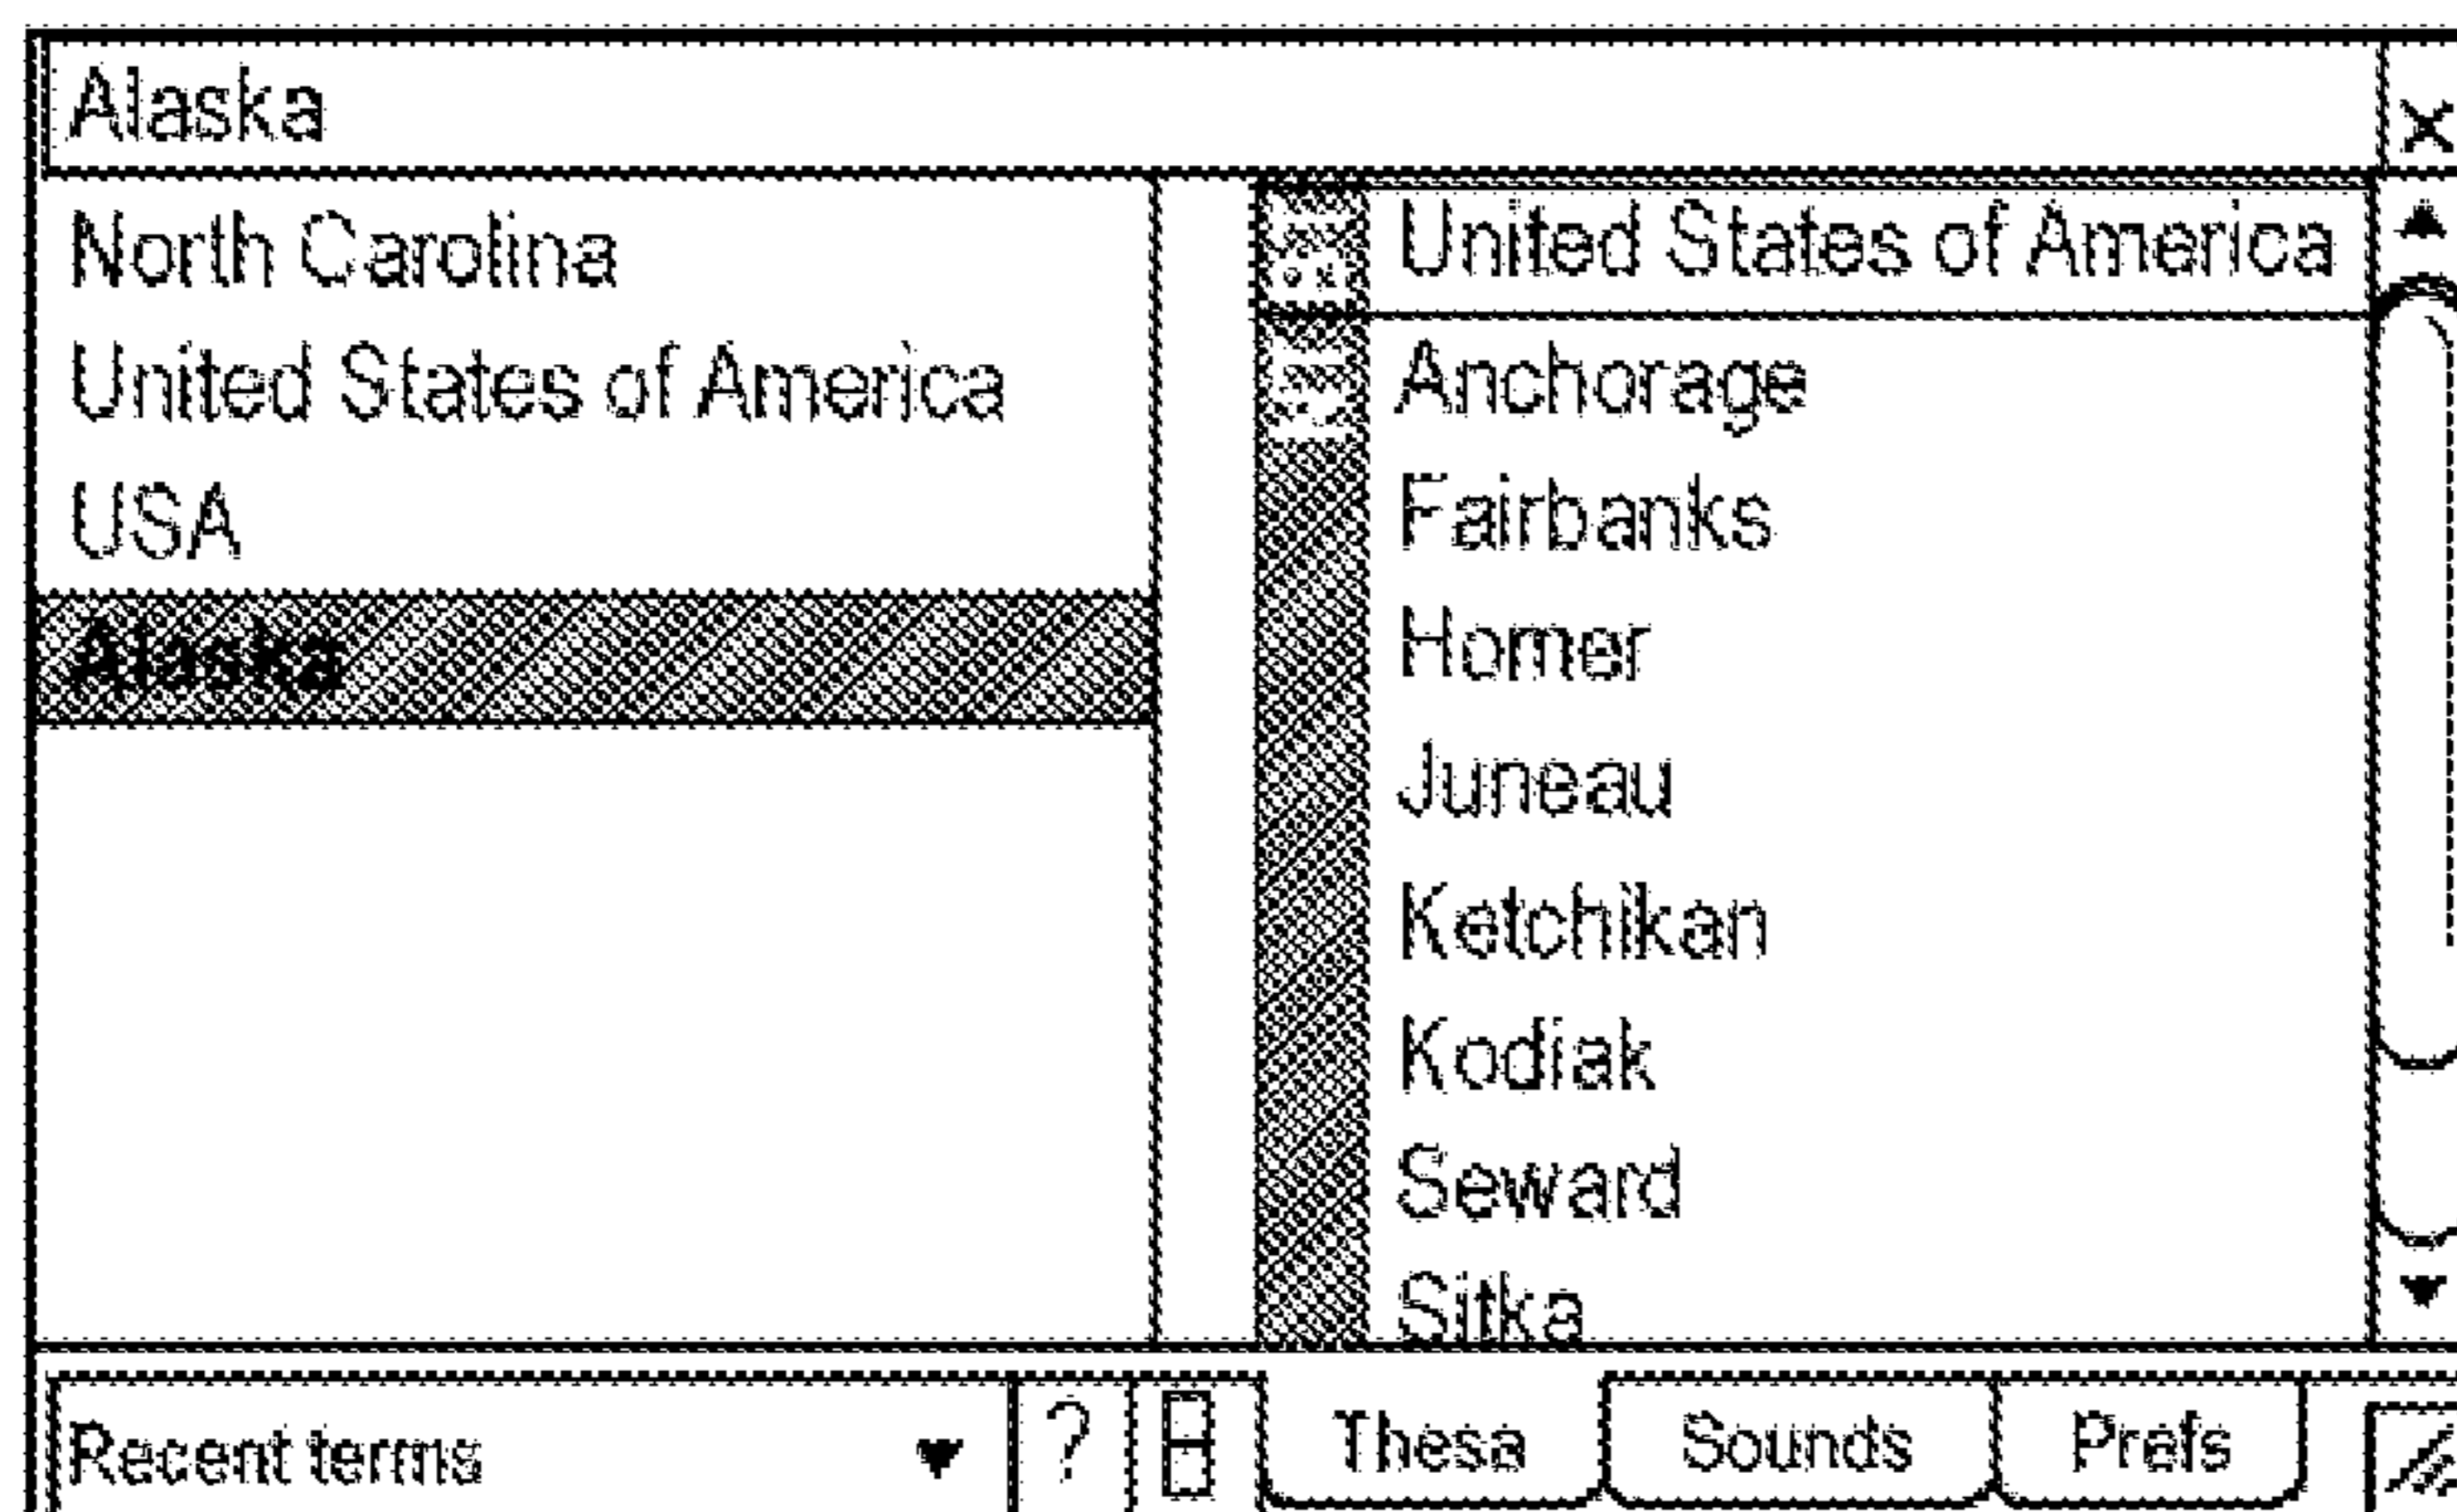 Alaska
×
North Carolina
United States of America
USA
Alaska
United States of America
Anchorage
Fairbanks
Homer
Juneau
Ketchikan
Kodiak
Seward
Sitka
Recent terms
?
Thesa
Sounds
Prefs